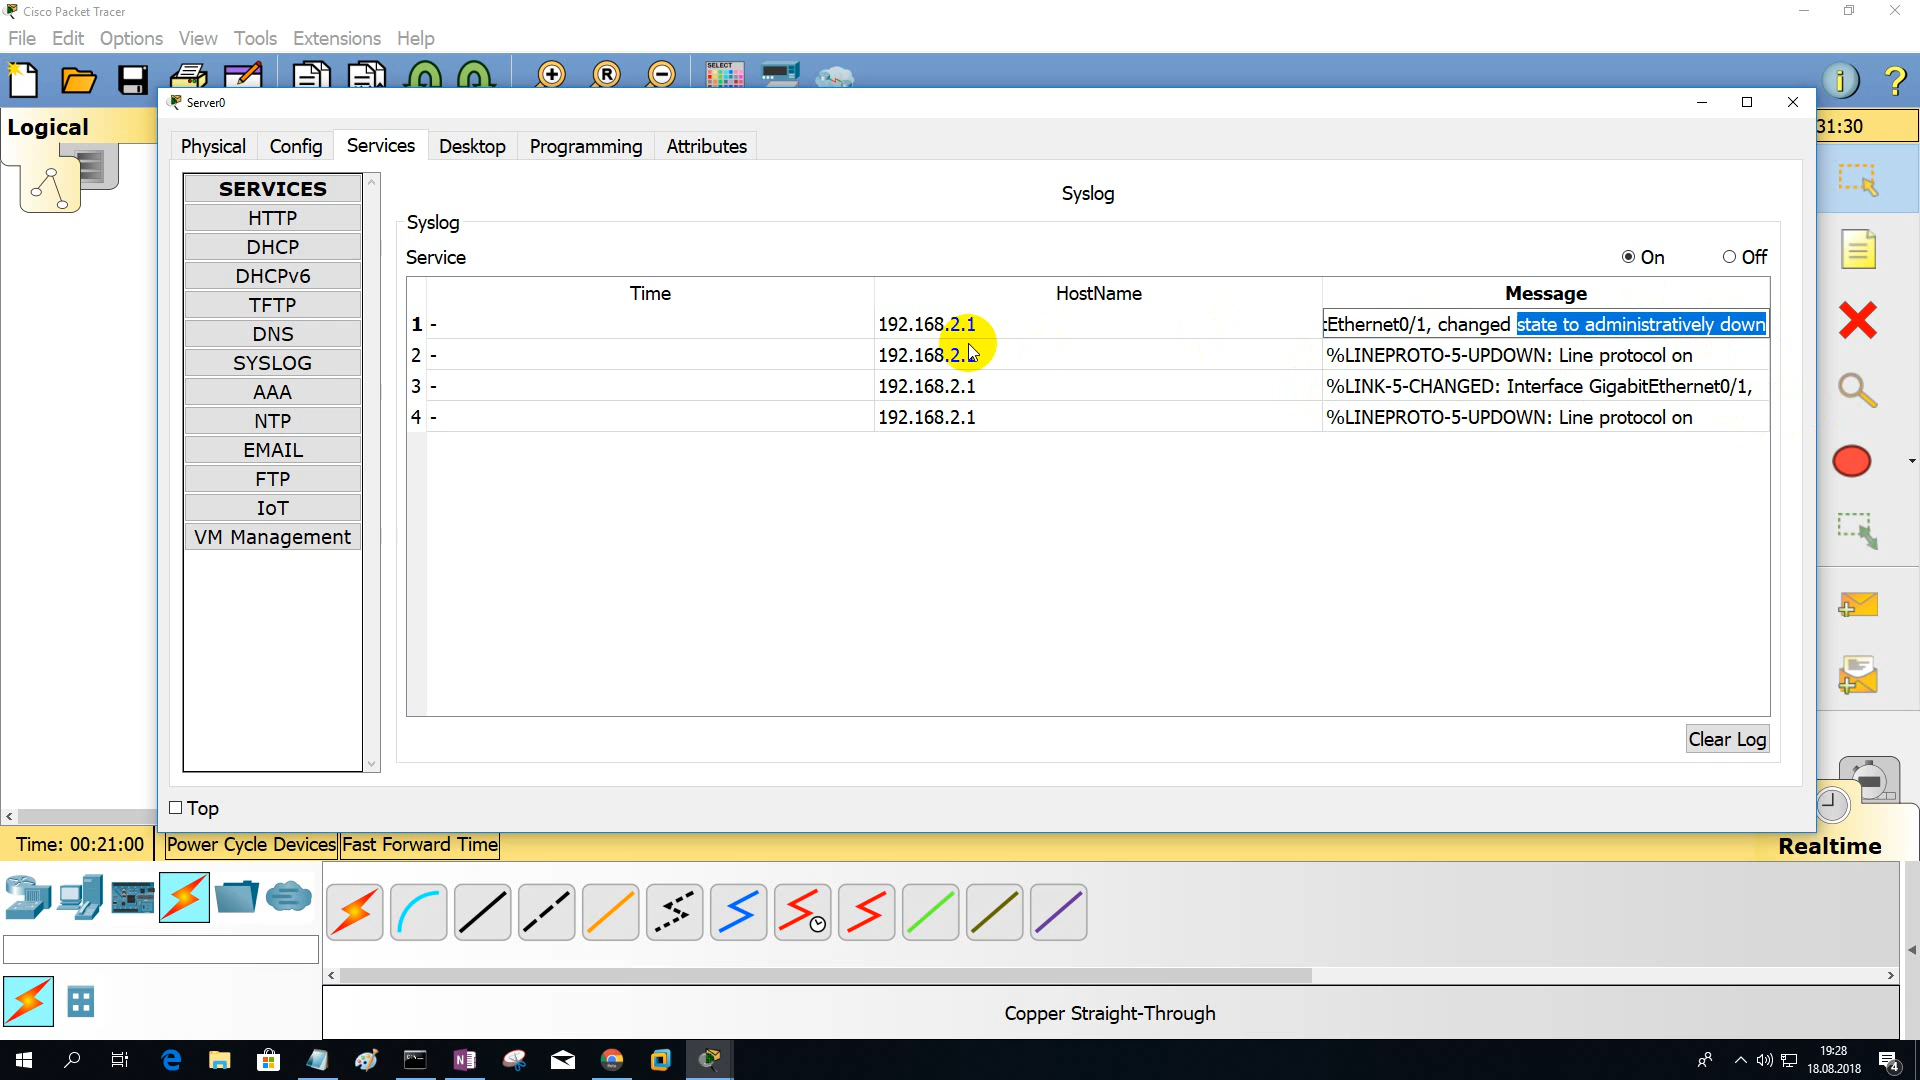 Cisco Packet Tracer
File Edit Options View Tools Extensions Help
R SELECT i ?
Server0
Logical
31:30
Physical Config Services Desktop Programming Attributes
SERVICES
HTTP
DHCP
DHCPv6
TFTP
DNS
SYSLOG
AAA
NTP
EMAIL
FTP
IoT
VM Management
Syslog
Syslog
Service On Off
Time HostName Message
1 - 192.168.2.1 Ethernet0/1, changed state to administratively down
2 - 192.168.2. %LINEPROTO-5-UPDOWN: Line protocol on
3 - 192.168.2.1 %LINK-5-CHANGED: Interface GigabitEthernet0/1,
4 - 192.168.2.1 %LINEPROTO-5-UPDOWN: Line protocol on
Clear Log
Top
Time: 00:21:00 Power Cycle Devices Fast Forward Time Realtime
Copper Straight-Through
19:28
18.08.2018
4